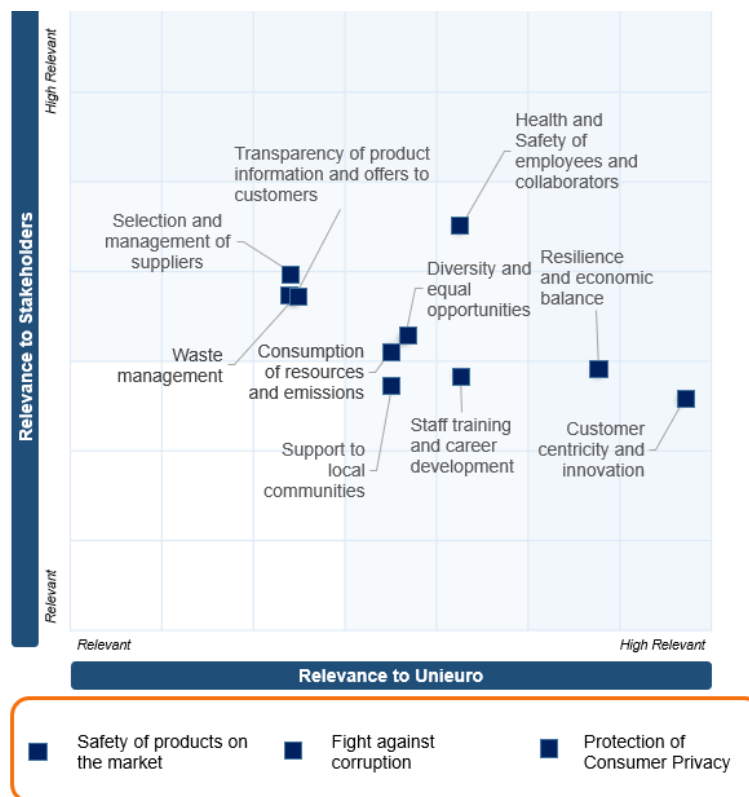 High Relevant
Relevance to Stakeholders
Relevant
Health and
Safety of
employees and
collaborators
Transparency of product
information and offers to
customers
Selection and
management of
suppliers
Diversity and
equal
opportunities
Resilience
and economic
balance
Waste
management
Consumption
of resources
and emissions
Support to
local
communities
Staff training
and career
development
Customer
centricity and
innovation
Relevant
High Relevant
Relevance to Unieuro
Safety of products on
the market
Fight against
corruption
Protection of
Consumer Privacy